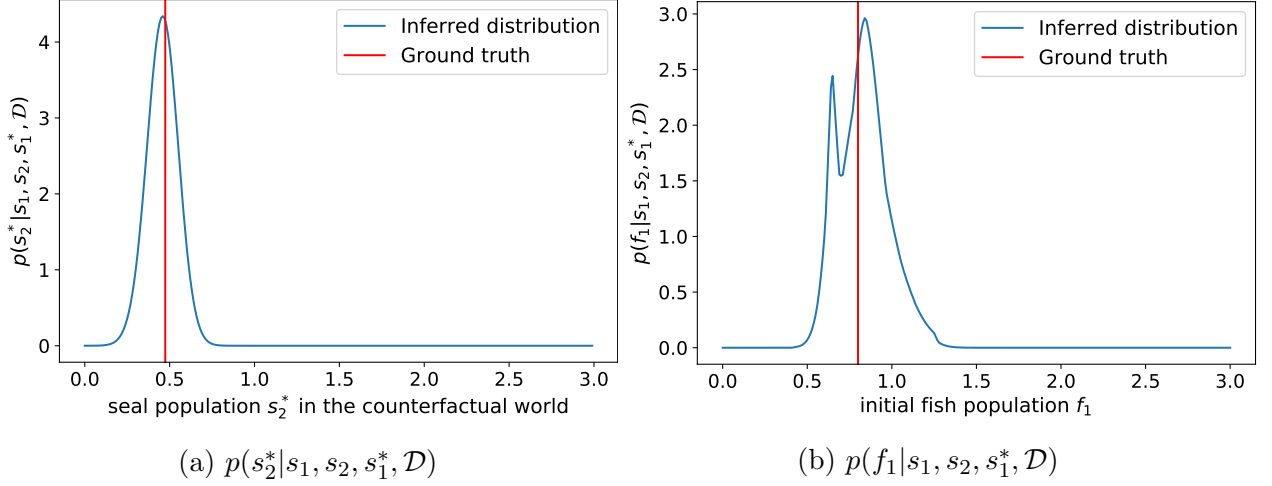 4
3
2
1
0
0.0 0.5 1.0 1.5 2.0 2.5 3.0
p(s₂*|s₁, s₂, s₁*, 𝒟)
seal population s₂* in the counterfactual world
Inferred distribution
Ground truth
(a) p(s₂*|s₁, s₂, s₁*, 𝒟)
3.0
2.5
2.0
1.5
1.0
0.5
0.0
0.0 0.5 1.0 1.5 2.0 2.5 3.0
p(f₁|s₁, s₂, s₁*, 𝒟)
initial fish population f₁
Inferred distribution
Ground truth
(b) p(f₁|s₁, s₂, s₁*, 𝒟)